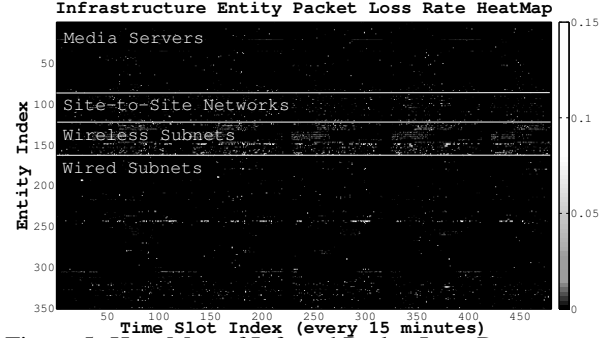 Infrastructure Entity Packet Loss Rate HeatMap
Media Servers
Site-to-Site Networks
Wireless Subnets
Wired Subnets
Entity Index
50
100
150
200
250
300
350
50 100 150 200 250 300 350 400 450
Time Slot Index (every 15 minutes)
0.15
0.1
0.05
0